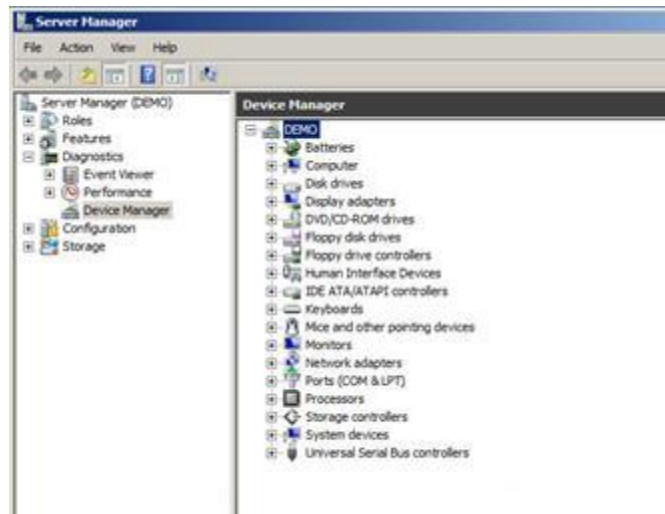 Server Manager
File Action View Help
Server Manager (DEMO)
Roles
Features
Diagnostics
Event Viewer
Performance
Device Manager
Configuration
Storage
Device Manager
DEMO
Batteries
Computer
Disk drives
Display adapters
DVD/CD-ROM drives
Floppy disk drives
Floppy drive controllers
Human Interface Devices
IDE ATA/ATAPI controllers
Keyboards
Mice and other pointing devices
Monitors
Network adapters
Ports (COM & LPT)
Processors
Storage controllers
System devices
Universal Serial Bus controllers